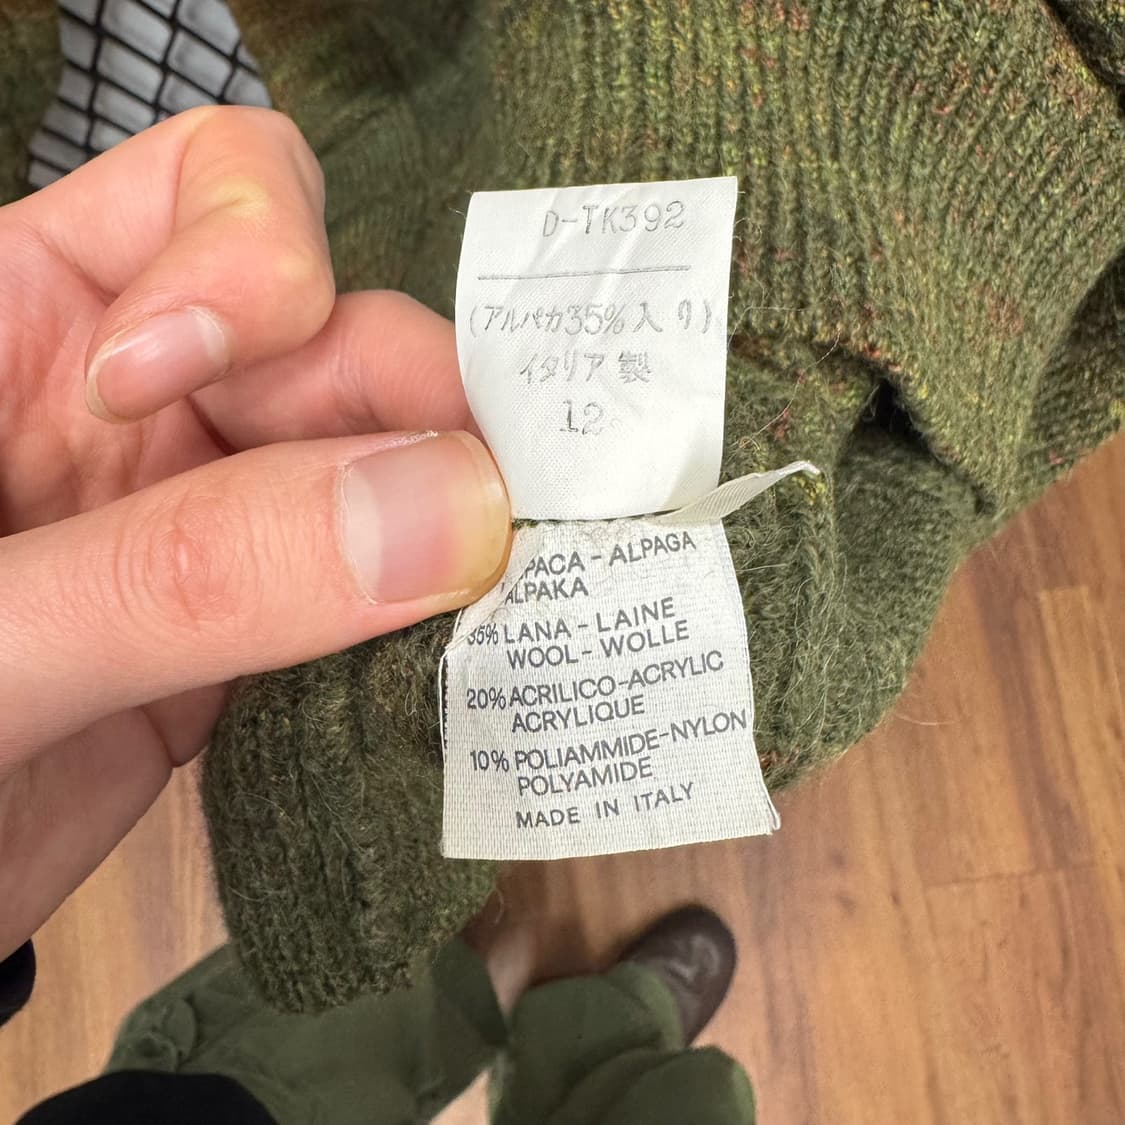 D-TK392
(アルパカ35%入り)
イタリア製
12
PACA - ALPAGA
ALPAKA
35% LANA - LAINE
WOOL - WOLLE
20% ACRILICO-ACRYLIC
ACRYLIQUE
10% POLIAMMIDE-NYLON
POLYAMIDE
MADE IN ITALY